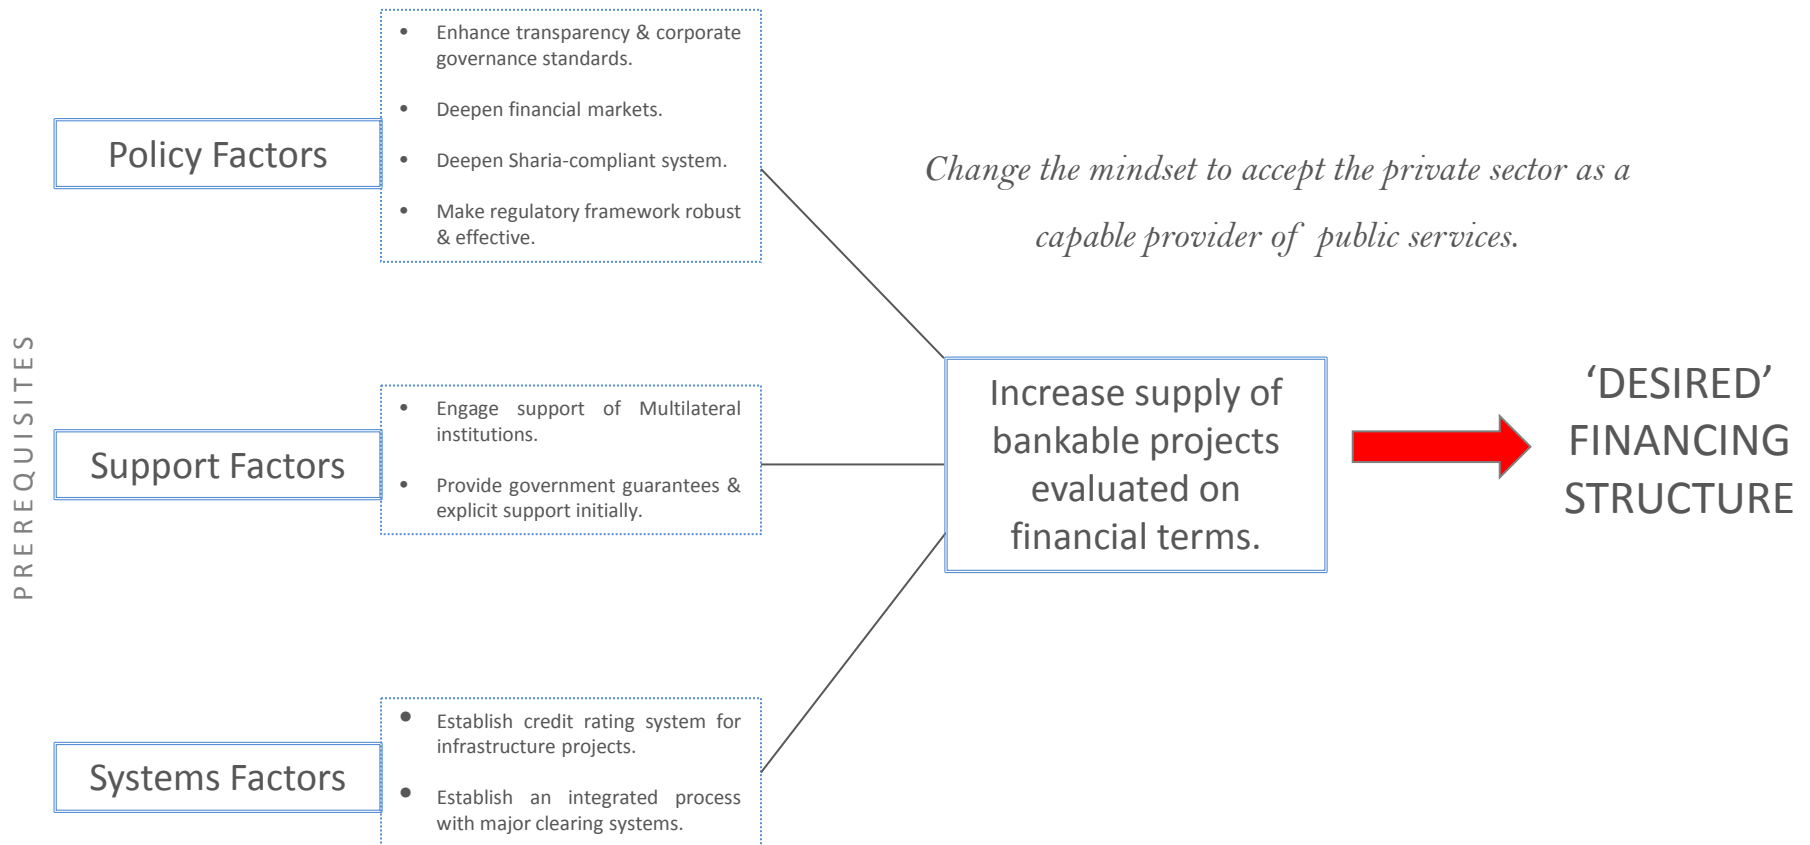 PREREQUISITES
Policy Factors
• Enhance transparency & corporate
governance standards.
• Deepen financial markets.
• Deepen Sharia-compliant system.
• Make regulatory framework robust
& effective.
Support Factors
• Engage support of Multilateral
institutions.
• Provide government guarantees &
explicit support initially.
Systems Factors
• Establish credit rating system for
infrastructure projects.
• Establish an integrated process
with major clearing systems.
Change the mindset to accept the private sector as a
capable provider of public services.
Increase supply of
bankable projects
evaluated on
financial terms.
‘DESIRED’
FINANCING
STRUCTURE